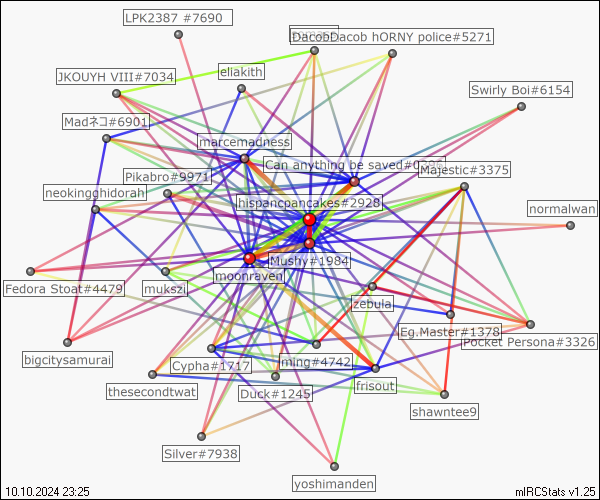 LPK2387 #7690
DacobDacob hORNY police#5271
JKOUYH VIII#7034
eliakith
Swirly Boi#6154
Madネコ#6901
marcemadness
Can anything be saved#0396
Majestic#3375
Pikabro#9971
neokingghidorah
hispancpancakes#2928
normalwan
Mushy#1984
moonraven
Fedora Stoat#4479
mukszi
zebula
Eg.Master#1378
Pocket Persona#3326
bigcitysamurai
Cypha#1717
ming#4742
thesecondtwat
Duck#1245
frisout
shawntee9
Silver#7938
yoshimanden
10.10.2024 23:25
mIRCStats v1.25